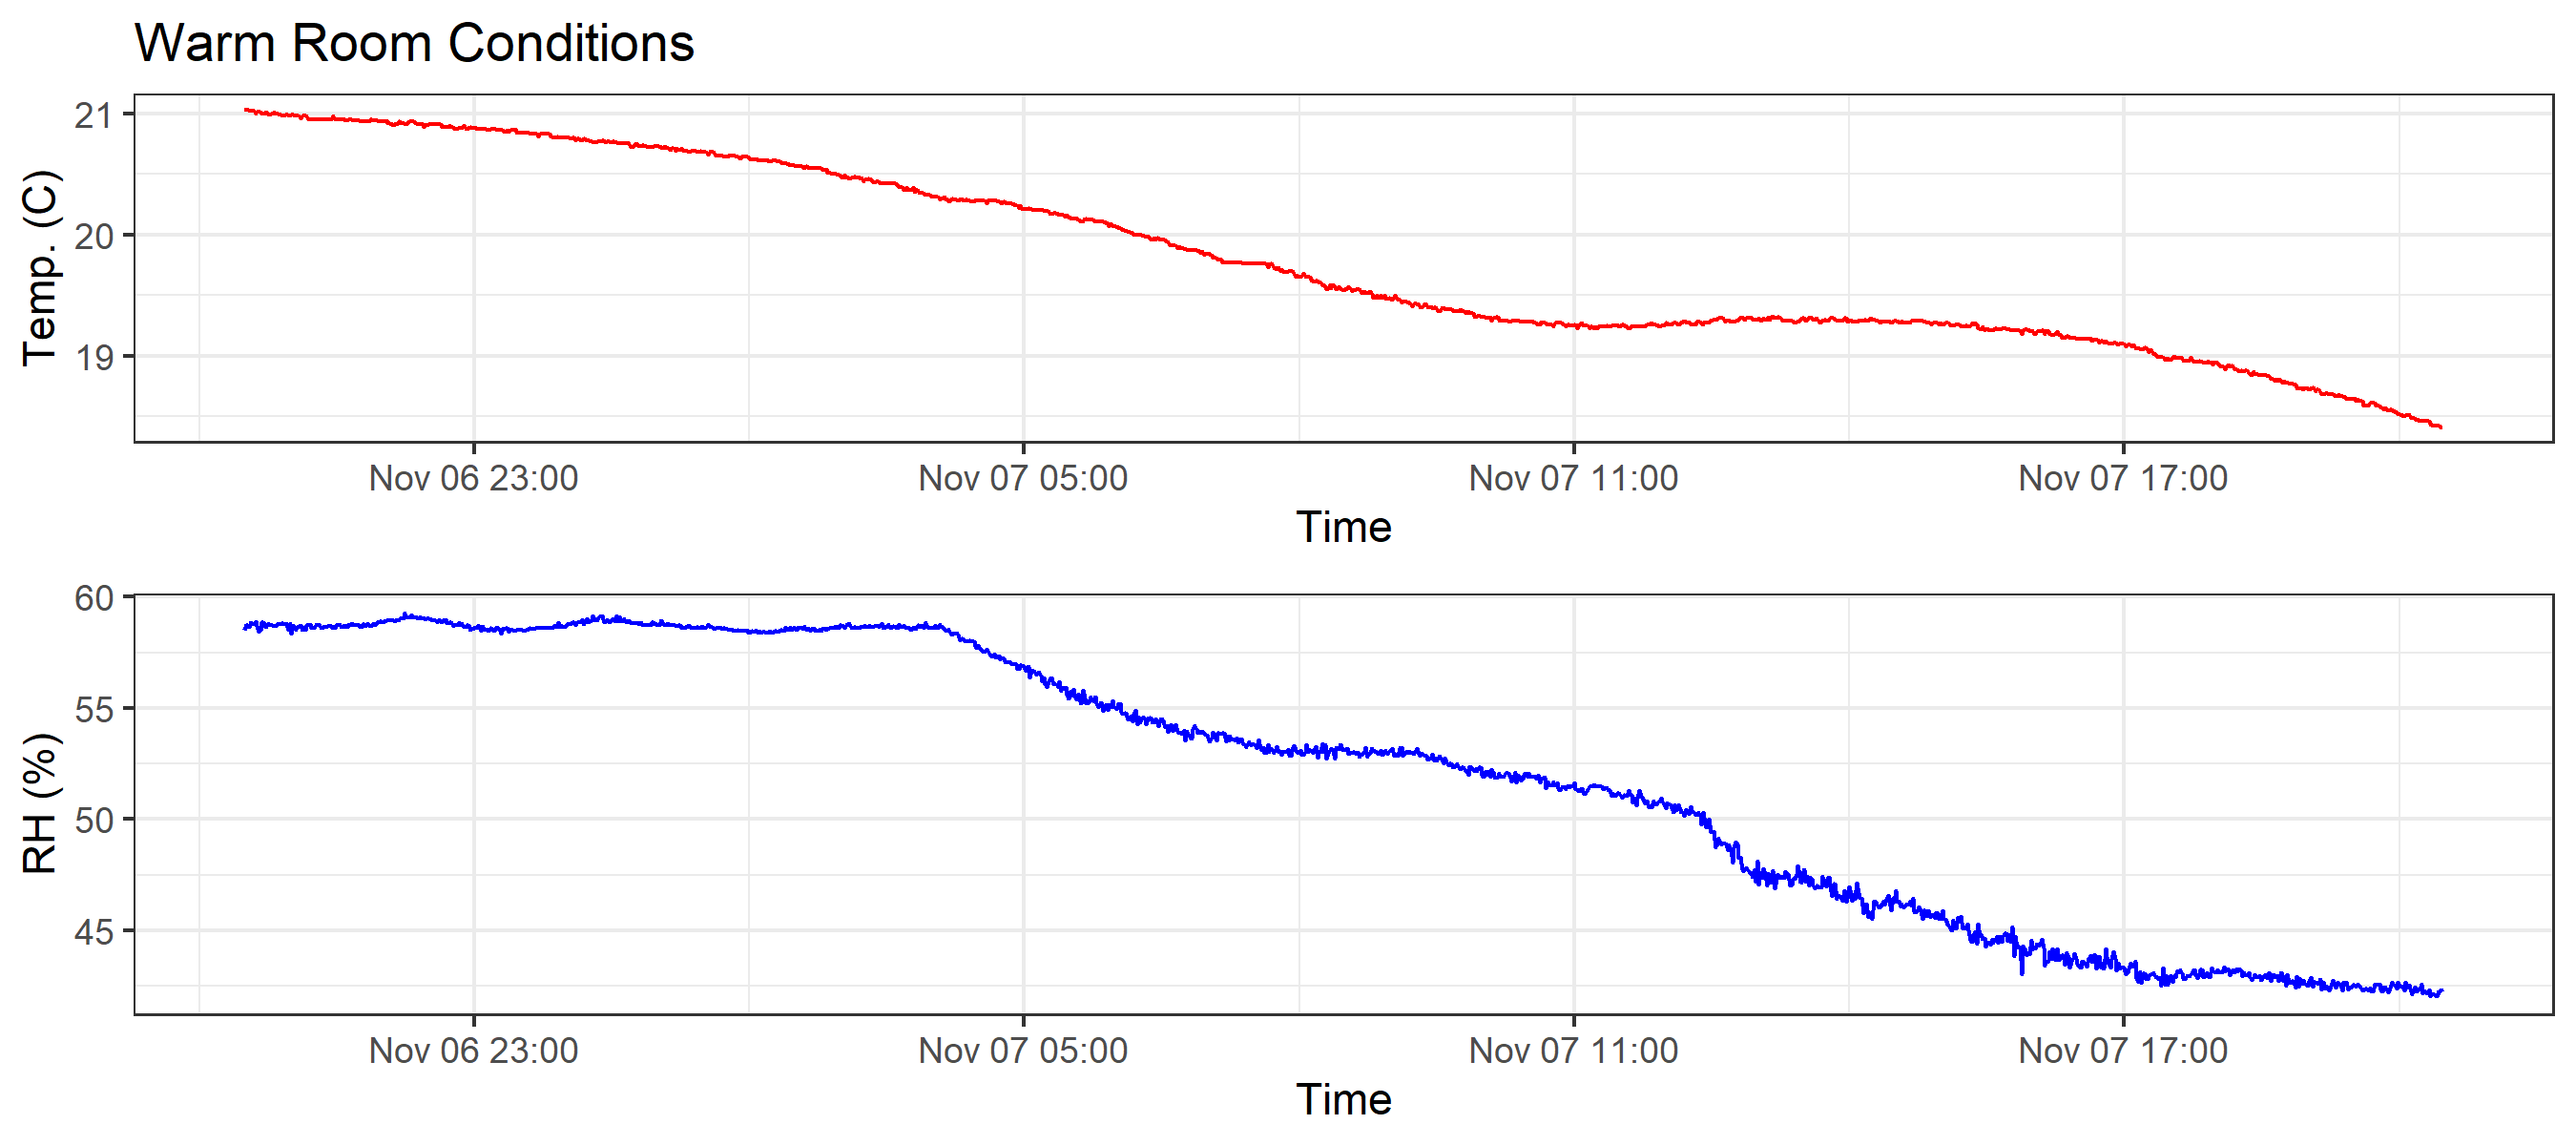 Warm Room Conditions
Temp. (C)
21
20
19
Nov 06 23:00 Nov 07 05:00 Nov 07 11:00 Nov 07 17:00
Time
RH (%)
60
55
50
45
Nov 06 23:00 Nov 07 05:00 Nov 07 11:00 Nov 07 17:00
Time